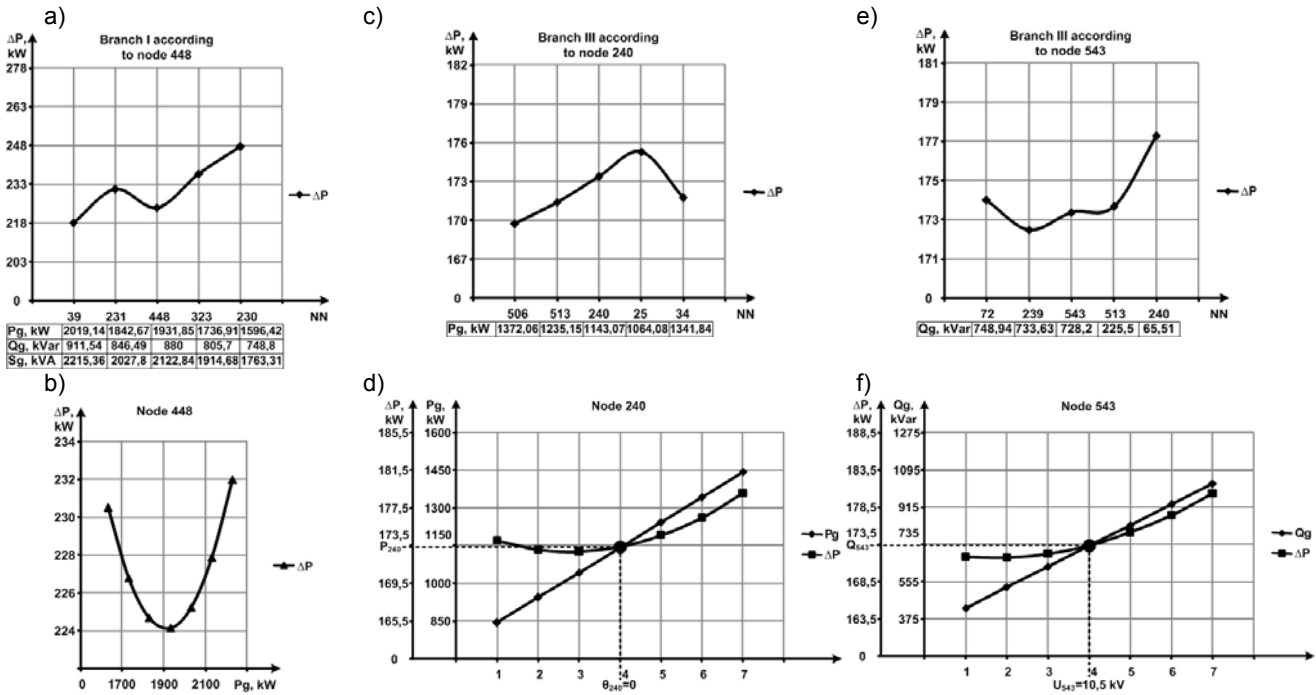 a)
Branch I according
to node 448
ΔP,
kW
278
263
248
233
218
203
0
39 231 448 323 230 NN
ΔP
Pg, kW 2019,14 1842,67 1931,85 1736,91 1596,42
Qg, kVar 911,54 846,49 880 805,7 748,8
Sg, kVA 2215,36 2027,8 2122,84 1914,68 1763,31
c)
Branch III according
to node 240
ΔP,
kW
182
179
176
173
170
167
0
506 513 240 25 34 NN
ΔP
Pg, kW 1372,06 1235,15 1143,07 1064,08 1341,84
e)
Branch III according
to node 543
ΔP,
kW
181
179
177
175
173
171
0
72 239 543 513 240 NN
ΔP
Qg, kVar 748,94 733,63 728,2 225,5 65,51
b)
Node 448
ΔP,
kW
234
232
230
228
226
224
0 1700 1900 2100 Pg, kW
ΔP
d)
Node 240
ΔP, Pg,
kW kW
185,5 1600
181,5 1450
177,5 1300
173,5 1150
P240
169,5 1000
165,5 850
0
1 2 3 4 5 6 7
θ240=0
Pg
ΔP
f)
Node 543
ΔP, Qg,
kW kVar
188,5 1275
183,5 1095
178,5 915
173,5 735
Q543
168,5 555
163,5 375
0
1 2 3 4 5 6 7
U543=10,5 kV
Qg
ΔP